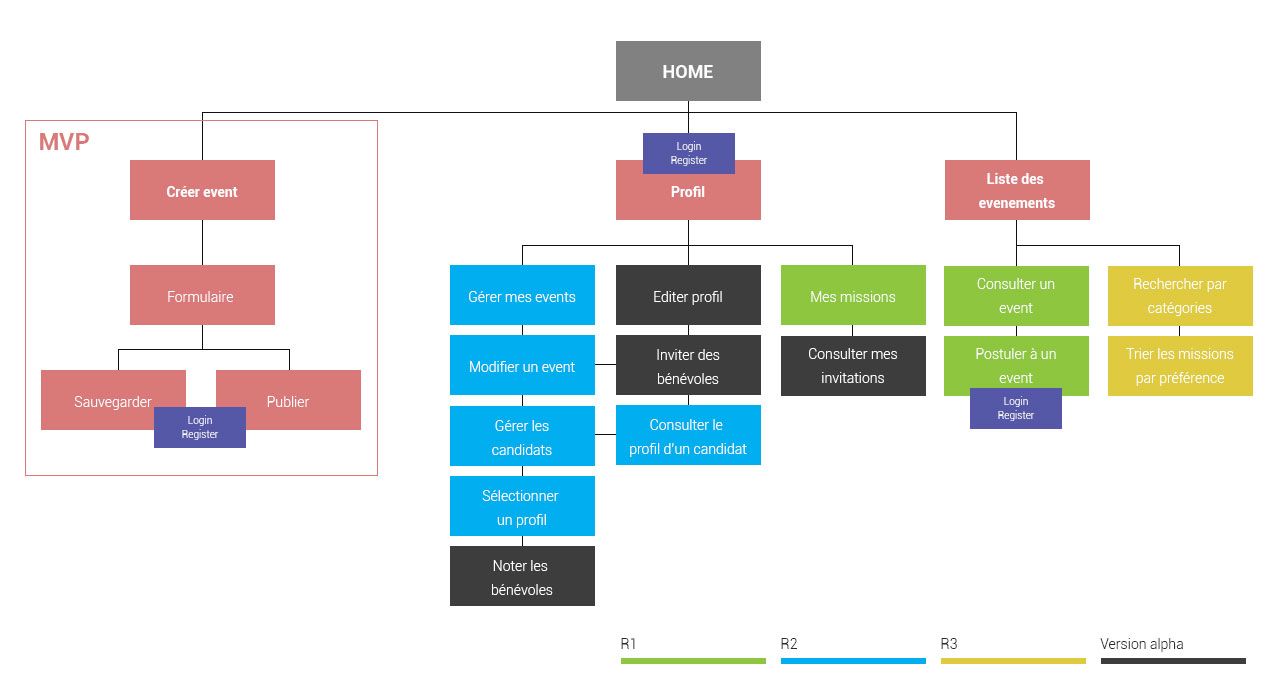 HOME
MVP
Login
Register
Créer event
Profil
Liste des
evenements
Formulaire
Gérer mes events
Editer profil
Mes missions
Consulter un
event
Rechercher par
catégories
Modifier un event
Inviter des
bénévoles
Consulter mes
invitations
Postuler à un
event
Login
Register
Trier les missions
par préférence
Sauvegarder
Publier
Login
Register
Gérer les
candidats
Consulter le
profil d'un candidat
Sélectionner
un profil
Noter les
bénévoles
R1
R2
R3
Version alpha